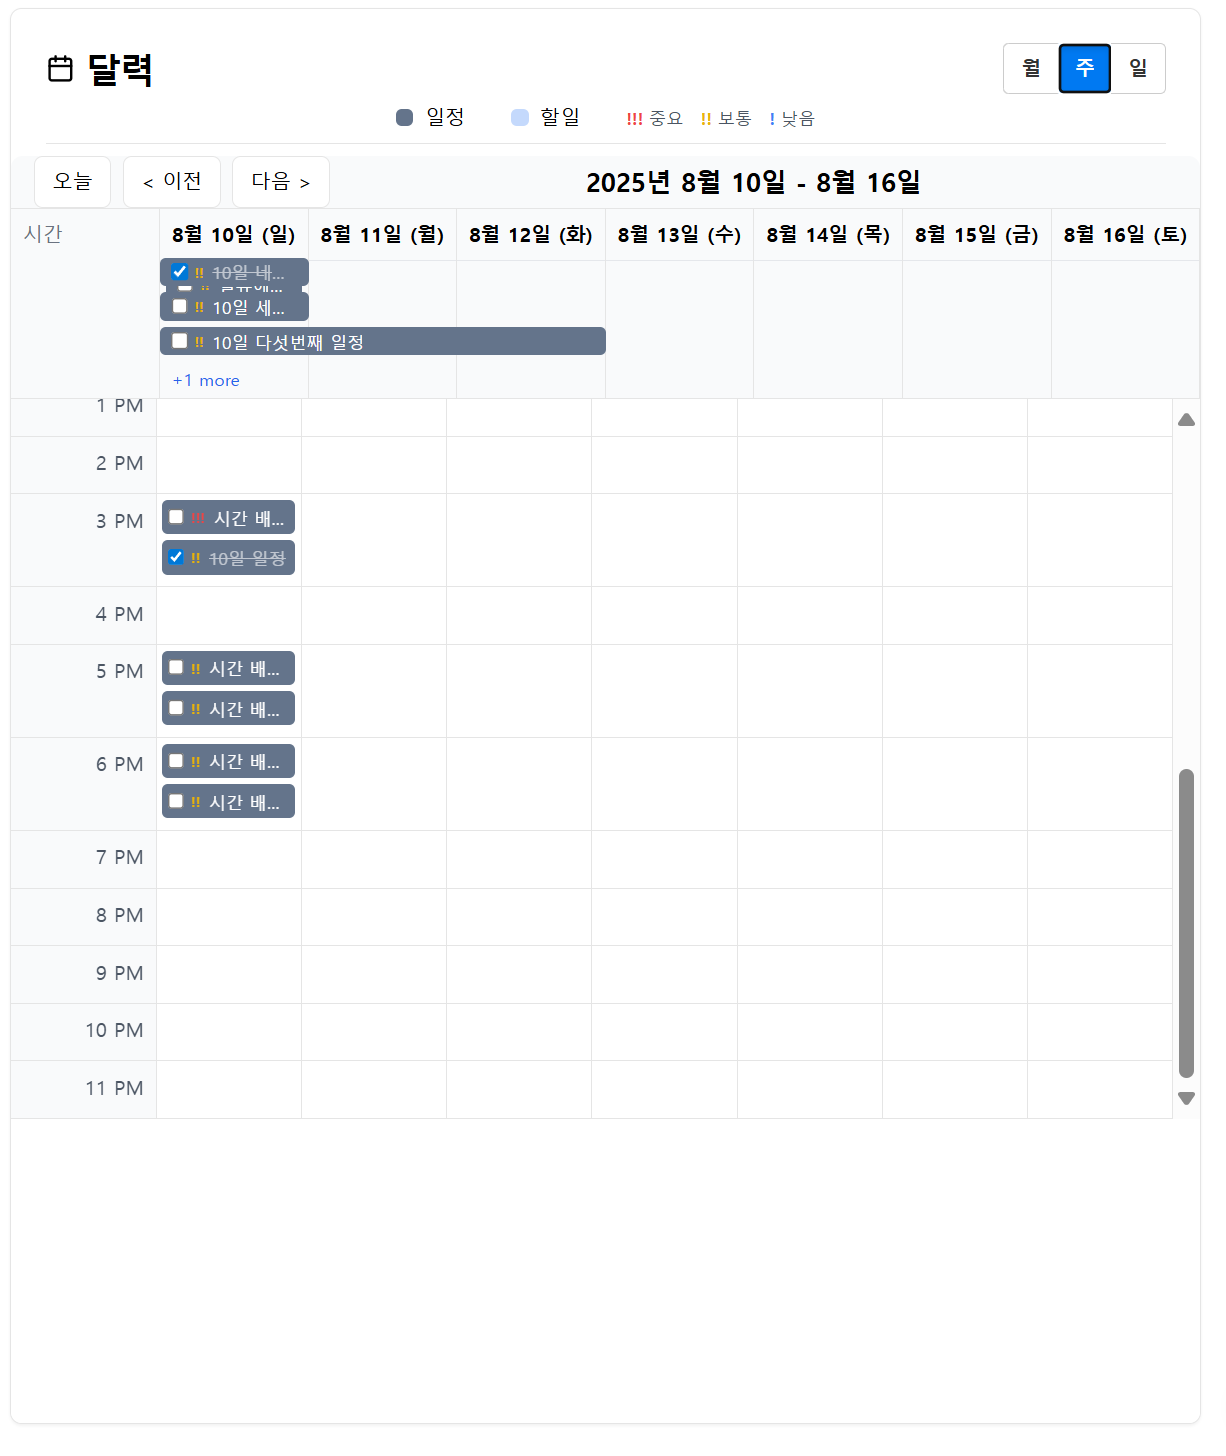 달력
월 주 일
일정 할일 !!! 중요 !! 보통 ! 낮음
오늘 < 이전 다음 > 2025년 8월 10일 - 8월 16일
시간 8월 10일 (일) 8월 11일 (월) 8월 12일 (화) 8월 13일 (수) 8월 14일 (목) 8월 15일 (금) 8월 16일 (토)
!! 10일 네...
!! 10일 세...
!! 10일 다섯번째 일정
+1 more
1 PM
2 PM
3 PM !!! 시간 배...
!! 10일 일정
4 PM
5 PM !! 시간 배...
!! 시간 배...
6 PM !! 시간 배...
!! 시간 배...
7 PM
8 PM
9 PM
10 PM
11 PM